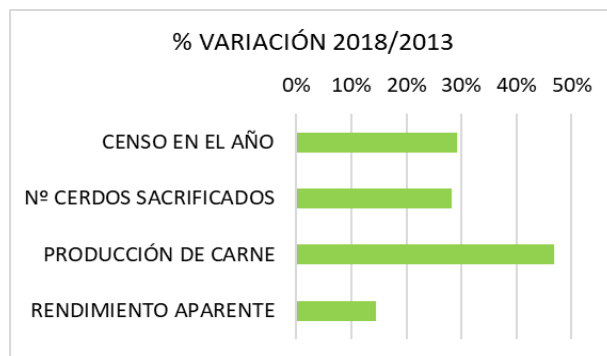 % VARIACIÓN 2018/2013
0% 10% 20% 30% 40% 50%
CENSO EN EL AÑO
Nº CERDOS SACRIFICADOS
PRODUCCIÓN DE CARNE
RENDIMIENTO APARENTE